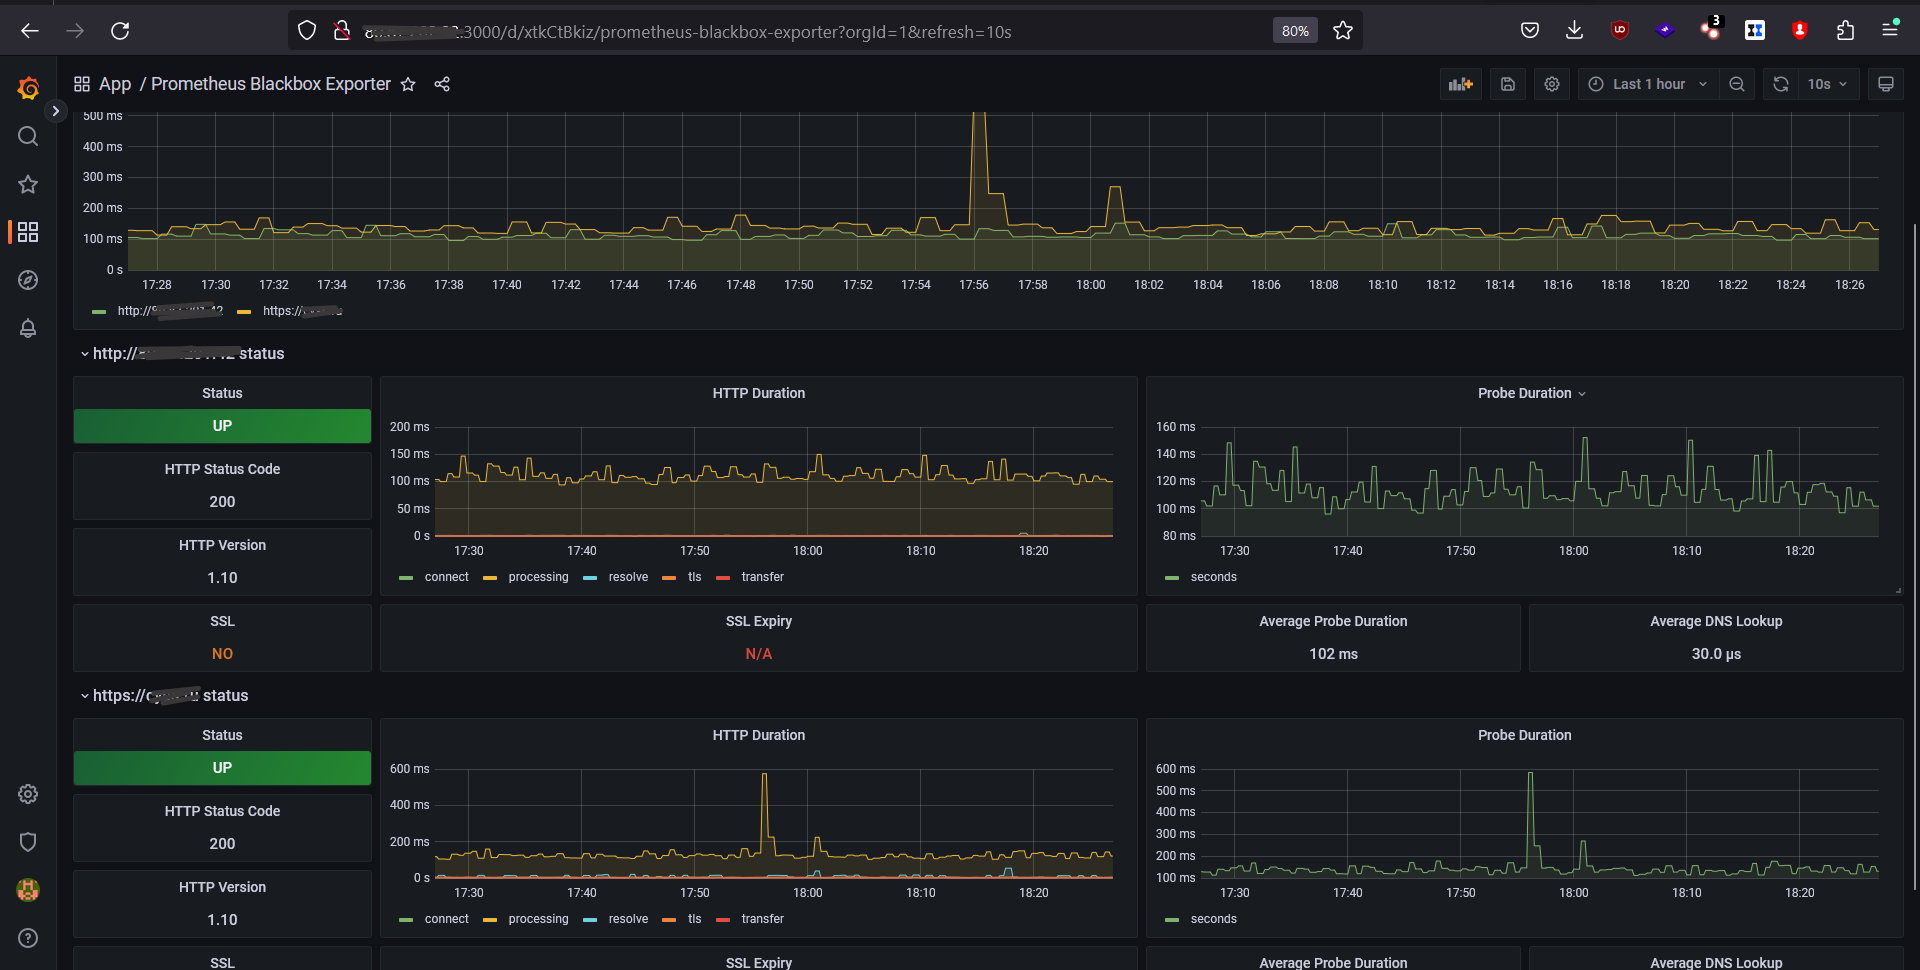 :3000/d/xtkCtBkiz/prometheus-blackbox-exporter?orgId=1&refresh=10s
80%
3
App / Prometheus Blackbox Exporter
Last 1 hour
10s
500 ms
400 ms
300 ms
200 ms
100 ms
0 s
17:28 17:30 17:32 17:34 17:36 17:38 17:40 17:42 17:44 17:46 17:48 17:50 17:52 17:54 17:56 17:58 18:00 18:02 18:04 18:06 18:08 18:10 18:12 18:14 18:16 18:18 18:20 18:22 18:24 18:26
http:// https://
http:// status
Status
UP
HTTP Status Code
200
HTTP Version
1.10
HTTP Duration
200 ms
150 ms
100 ms
50 ms
0 s
17:30 17:40 17:50 18:00 18:10 18:20
connect processing resolve tls transfer
Probe Duration
160 ms
140 ms
120 ms
100 ms
80 ms
17:30 17:40 17:50 18:00 18:10 18:20
seconds
SSL
NO
SSL Expiry
N/A
Average Probe Duration
102 ms
Average DNS Lookup
30.0 µs
https:// status
Status
UP
HTTP Status Code
200
HTTP Version
1.10
HTTP Duration
600 ms
400 ms
200 ms
0 s
17:30 17:40 17:50 18:00 18:10 18:20
connect processing resolve tls transfer
Probe Duration
600 ms
500 ms
400 ms
300 ms
200 ms
100 ms
17:30 17:40 17:50 18:00 18:10 18:20
seconds
SSL
SSL Expiry
Average Probe Duration
Average DNS Lookup